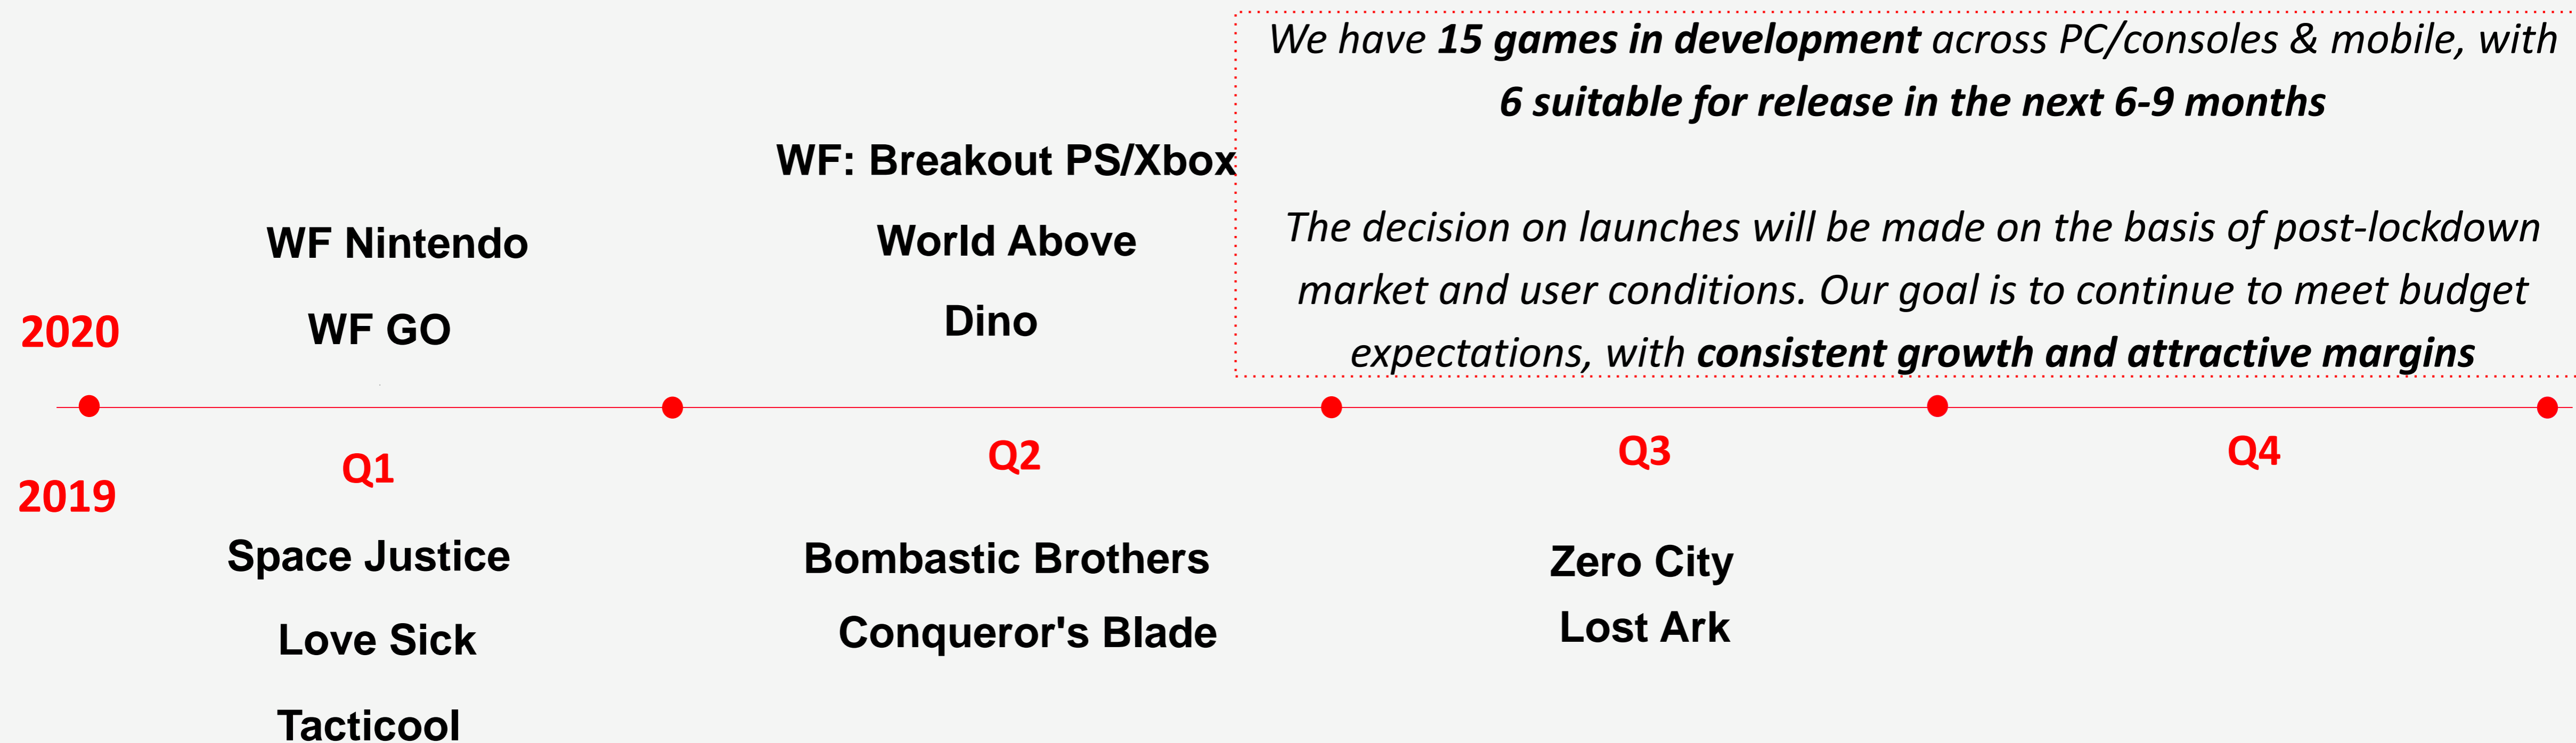 We have 15 games in development across PC/consoles & mobile, with
6 suitable for release in the next 6-9 months
The decision on launches will be made on the basis of post-lockdown
market and user conditions. Our goal is to continue to meet budget
expectations, with consistent growth and attractive margins
2020
WF Nintendo
WF GO
WF: Breakout PS/Xbox
World Above
Dino
Q1
Q2
Q3
Q4
2019
Space Justice
Love Sick
Tacticool
Bombastic Brothers
Conqueror's Blade
Zero City
Lost Ark